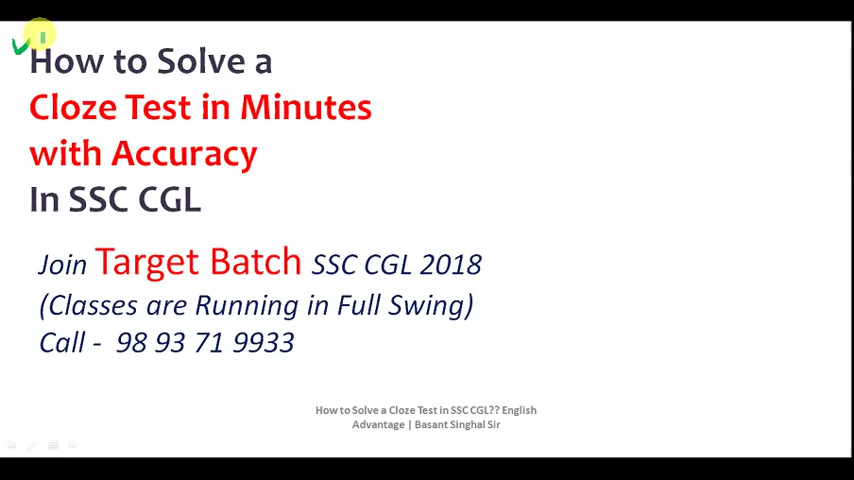 How to Solve a
Cloze Test in Minutes
with Accuracy
In SSC CGL
Join Target Batch SSC CGL 2018
(Classes are Running in Full Swing)
Call - 98 93 71 9933
How to Solve a Cloze Test in SSC CGL?? English
Advantage | Basant Singhal Sir